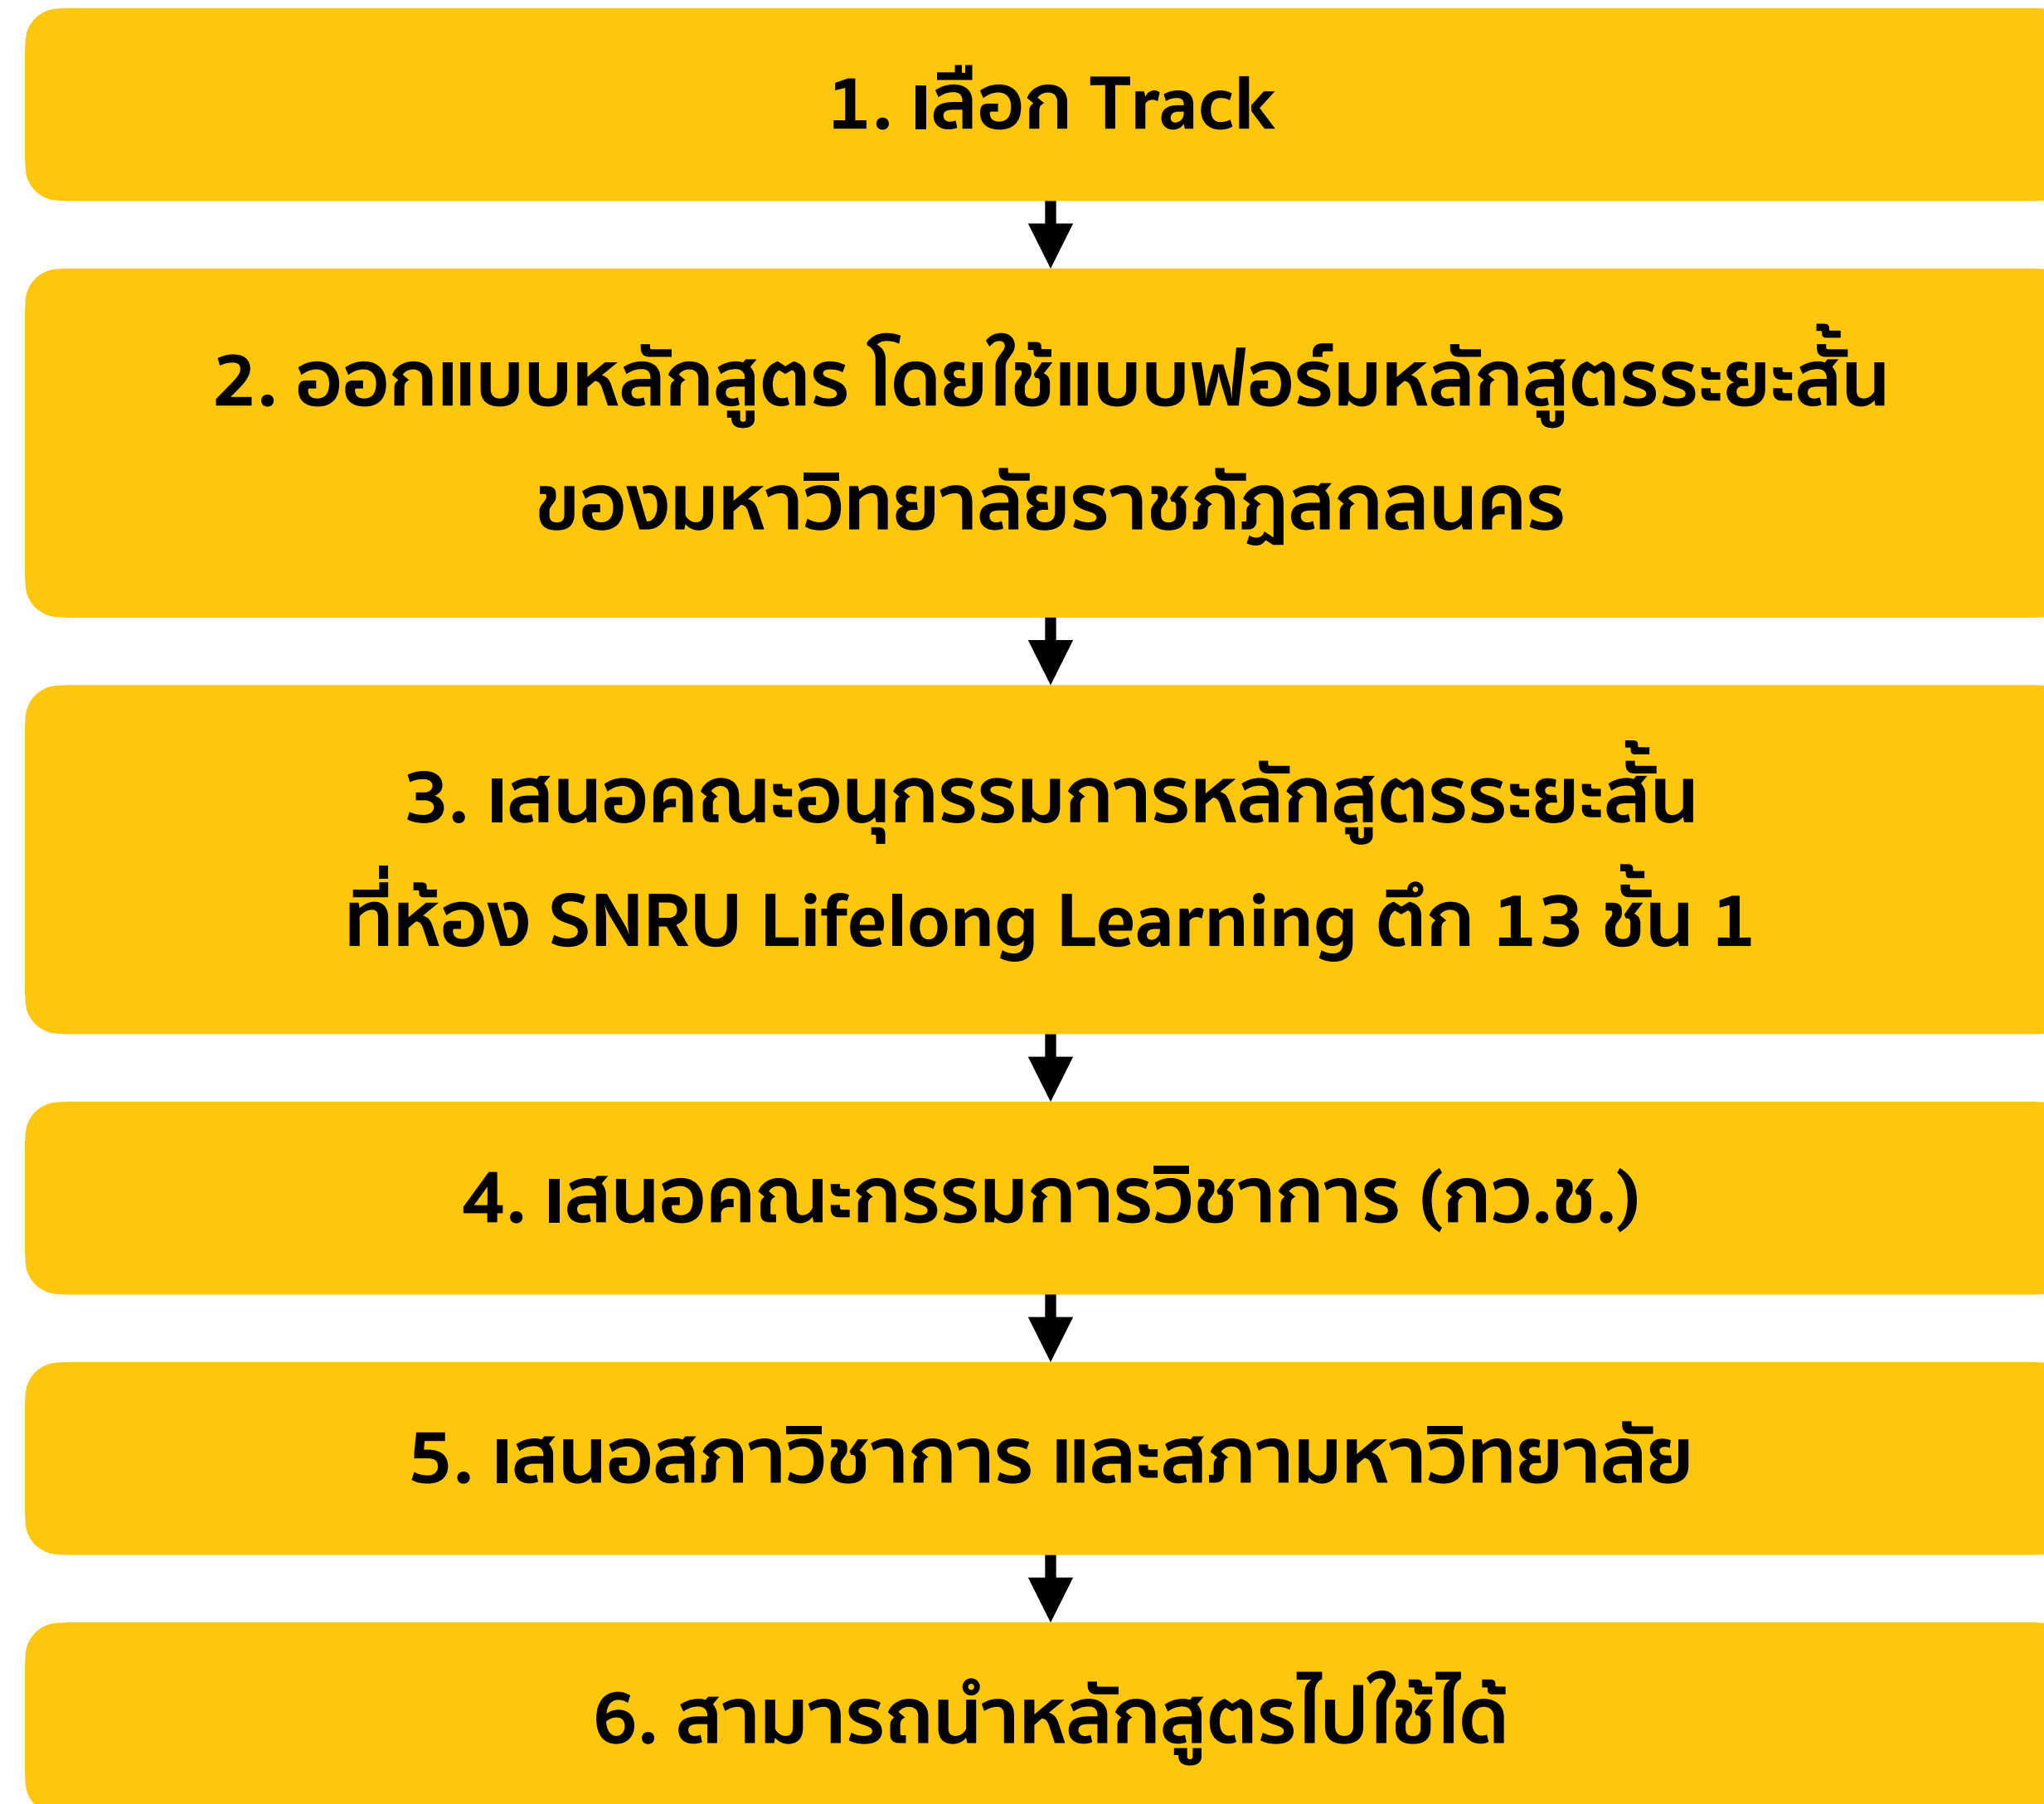 1. เลือก Track
2. ออกแบบหลักสูตร โดยใช้แบบฟอร์มหลักสูตรระยะสั้น
ของมหาวิทยาลัยราชภัฏสกลนคร
3. เสนอคณะอนุกรรมการหลักสูตรระยะสั้น
ที่ห้อง SNRU Lifelong Learning ตึก 13 ชั้น 1
4. เสนอคณะกรรมการวิชาการ (กว.ช.)
5. เสนอสภาวิชาการ และสภามหาวิทยาลัย
6. สามารถนำหลักสูตรไปใช้ได้